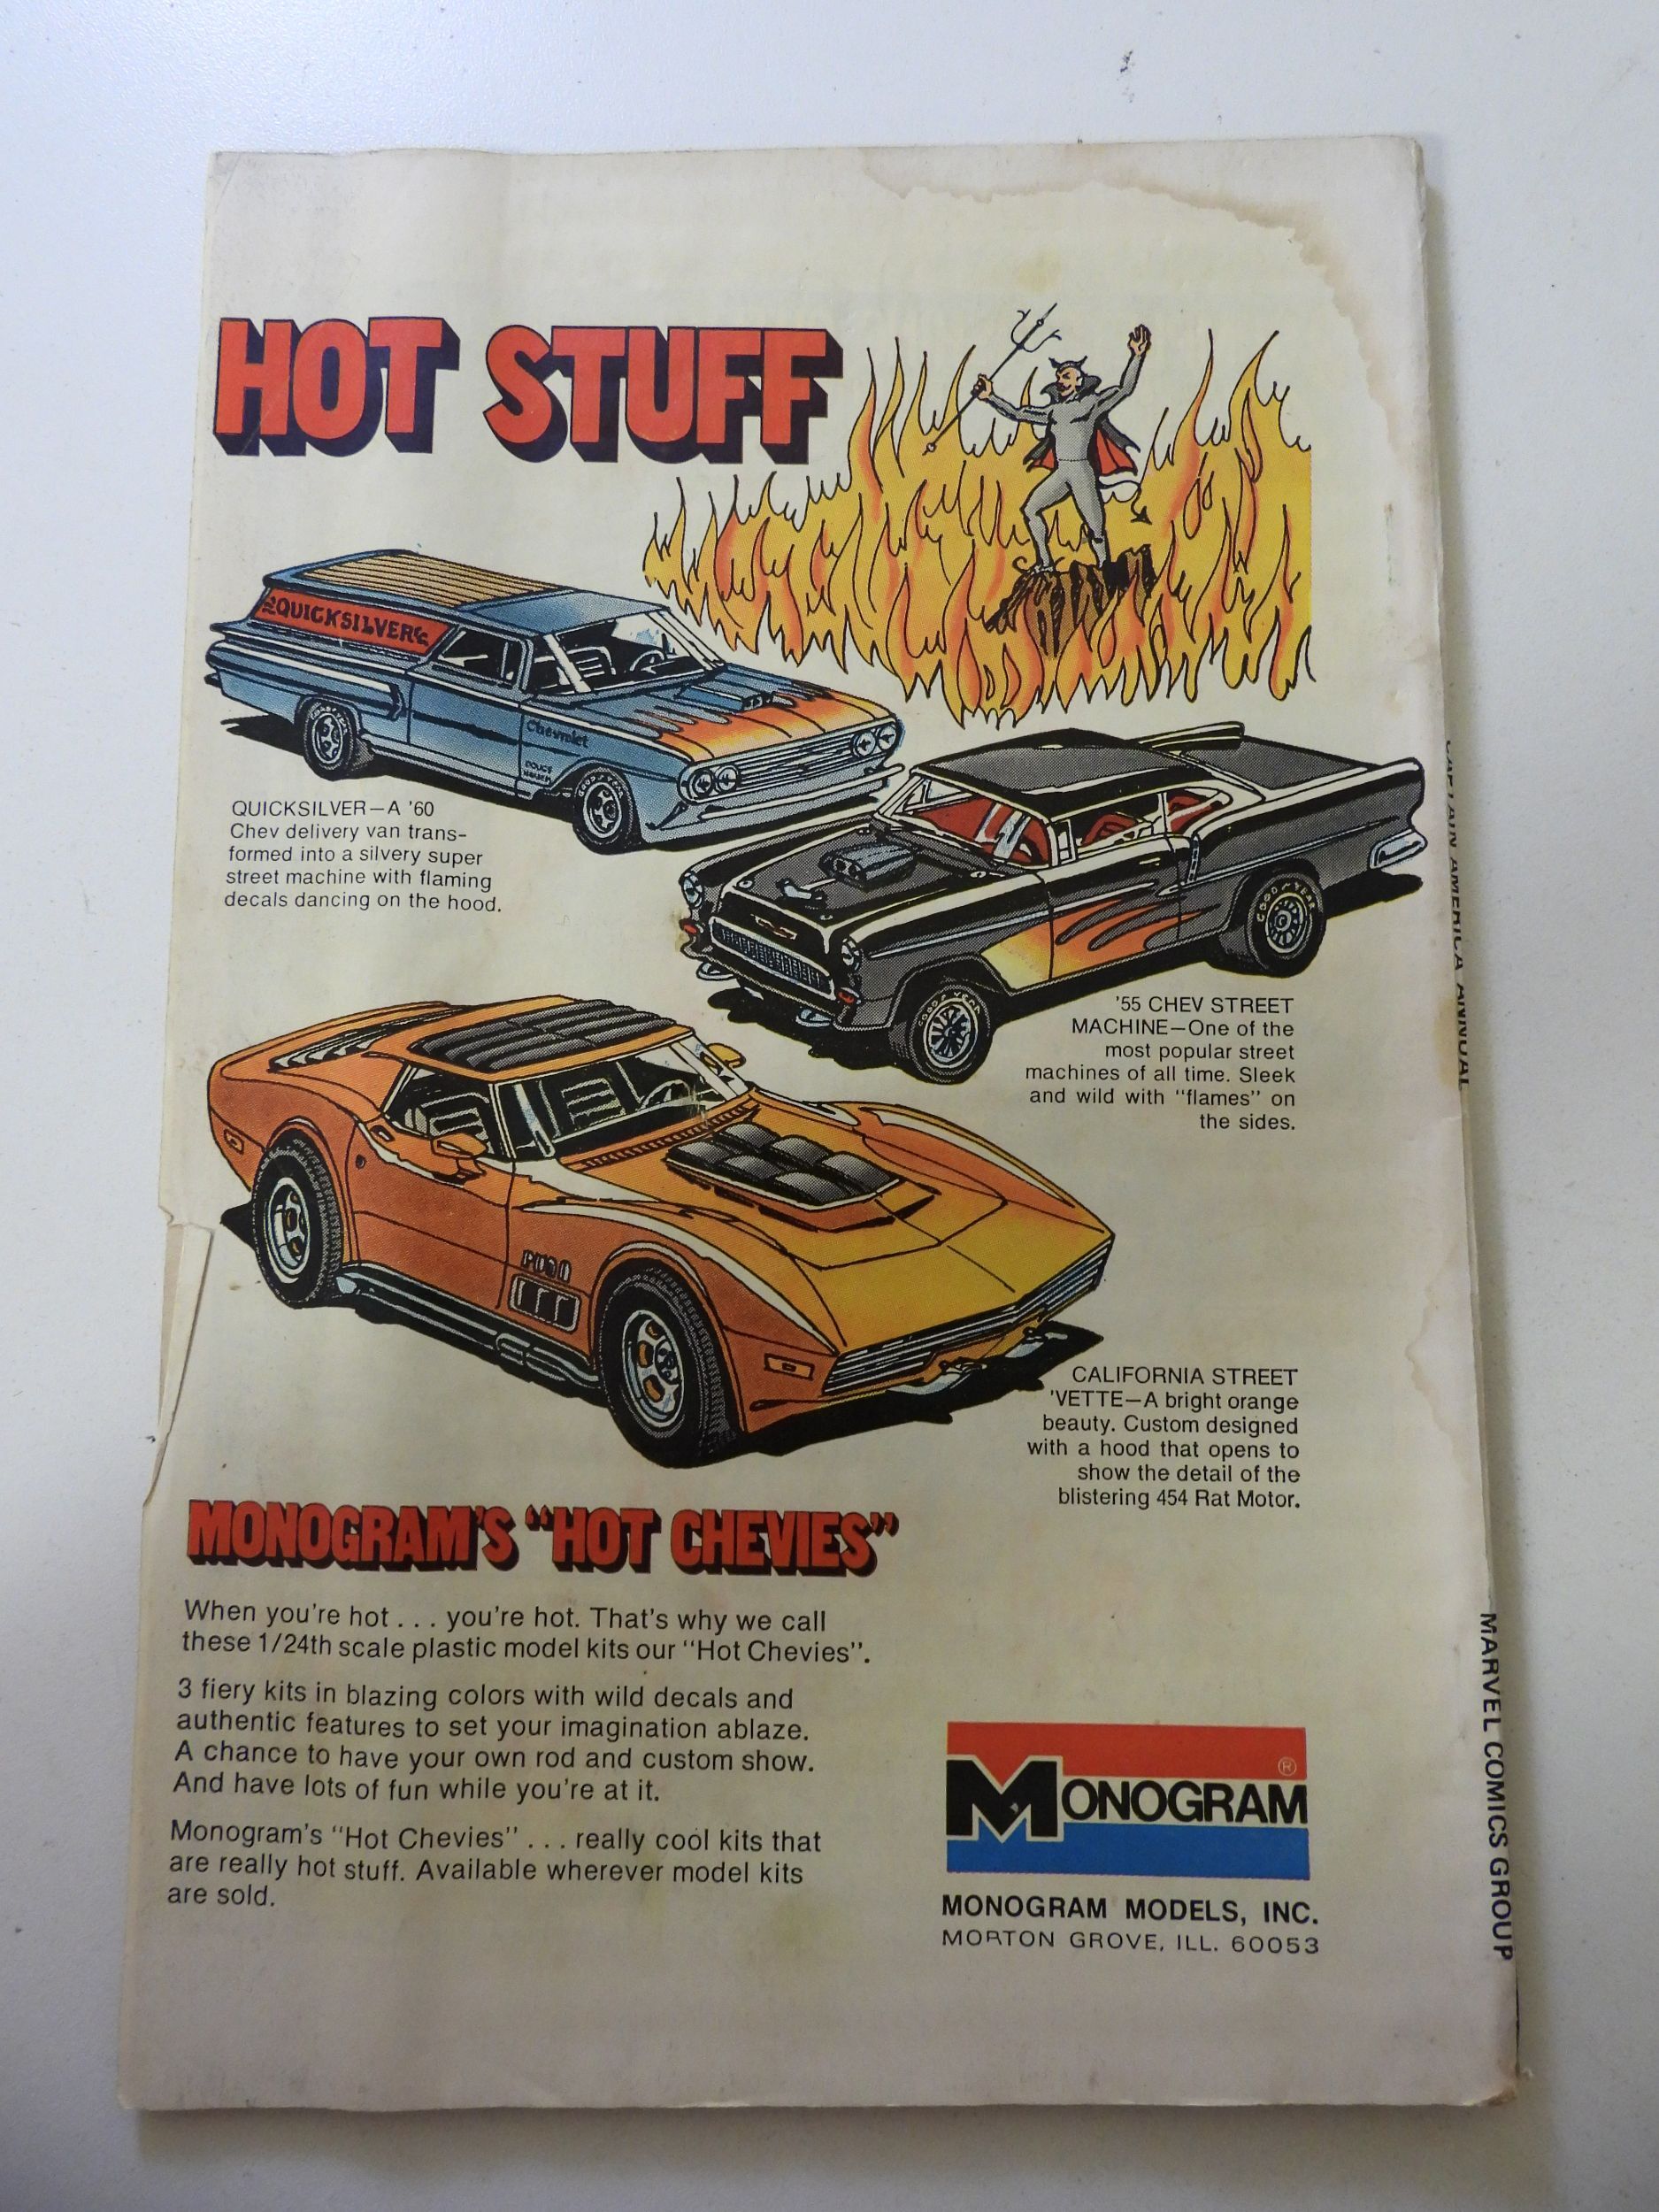 HOT STUFF
QUICKSILVER
Chevrolet
GOOD YEAR
QUICKSILVER—A '60
Chev delivery van trans-
formed into a silvery super
street machine with flaming
decals dancing on the hood.
GOOD YEAR
GOOD YEAR
'55 CHEV STREET
MACHINE—One of the
most popular street
machines of all time. Sleek
and wild with "flames" on
the sides.
CALIFORNIA STREET
'VETTE—A bright orange
beauty. Custom designed
with a hood that opens to
show the detail of the
blistering 454 Rat Motor.
MONOGRAM'S "HOT CHEVIES"
When you're hot . . . you're hot. That's why we call
these 1/24th scale plastic model kits our "Hot Chevies".
3 fiery kits in blazing colors with wild decals and
authentic features to set your imagination ablaze.
A chance to have your own rod and custom show.
And have lots of fun while you're at it.
Monogram's "Hot Chevies" . . . really cool kits that
are really hot stuff. Available wherever model kits
are sold.
MONOGRAM ®
MONOGRAM MODELS, INC.
MORTON GROVE, ILL. 60053
CAPTAIN AMERICA ANNUAL
MARVEL COMICS GROUP